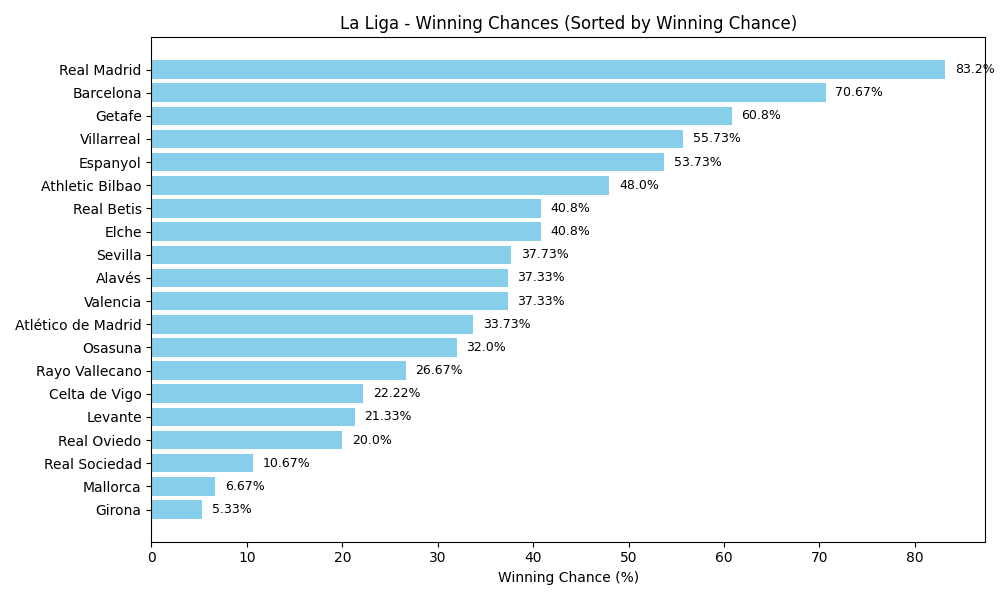 La Liga - Winning Chances (Sorted by Winning Chance)
Real Madrid 83.2%
Barcelona 70.67%
Getafe 60.8%
Villarreal 55.73%
Espanyol 53.73%
Athletic Bilbao 48.0%
Real Betis 40.8%
Elche 40.8%
Sevilla 37.73%
Alavés 37.33%
Valencia 37.33%
Atlético de Madrid 33.73%
Osasuna 32.0%
Rayo Vallecano 26.67%
Celta de Vigo 22.22%
Levante 21.33%
Real Oviedo 20.0%
Real Sociedad 10.67%
Mallorca 6.67%
Girona 5.33%
0 10 20 30 40 50 60 70 80
Winning Chance (%)